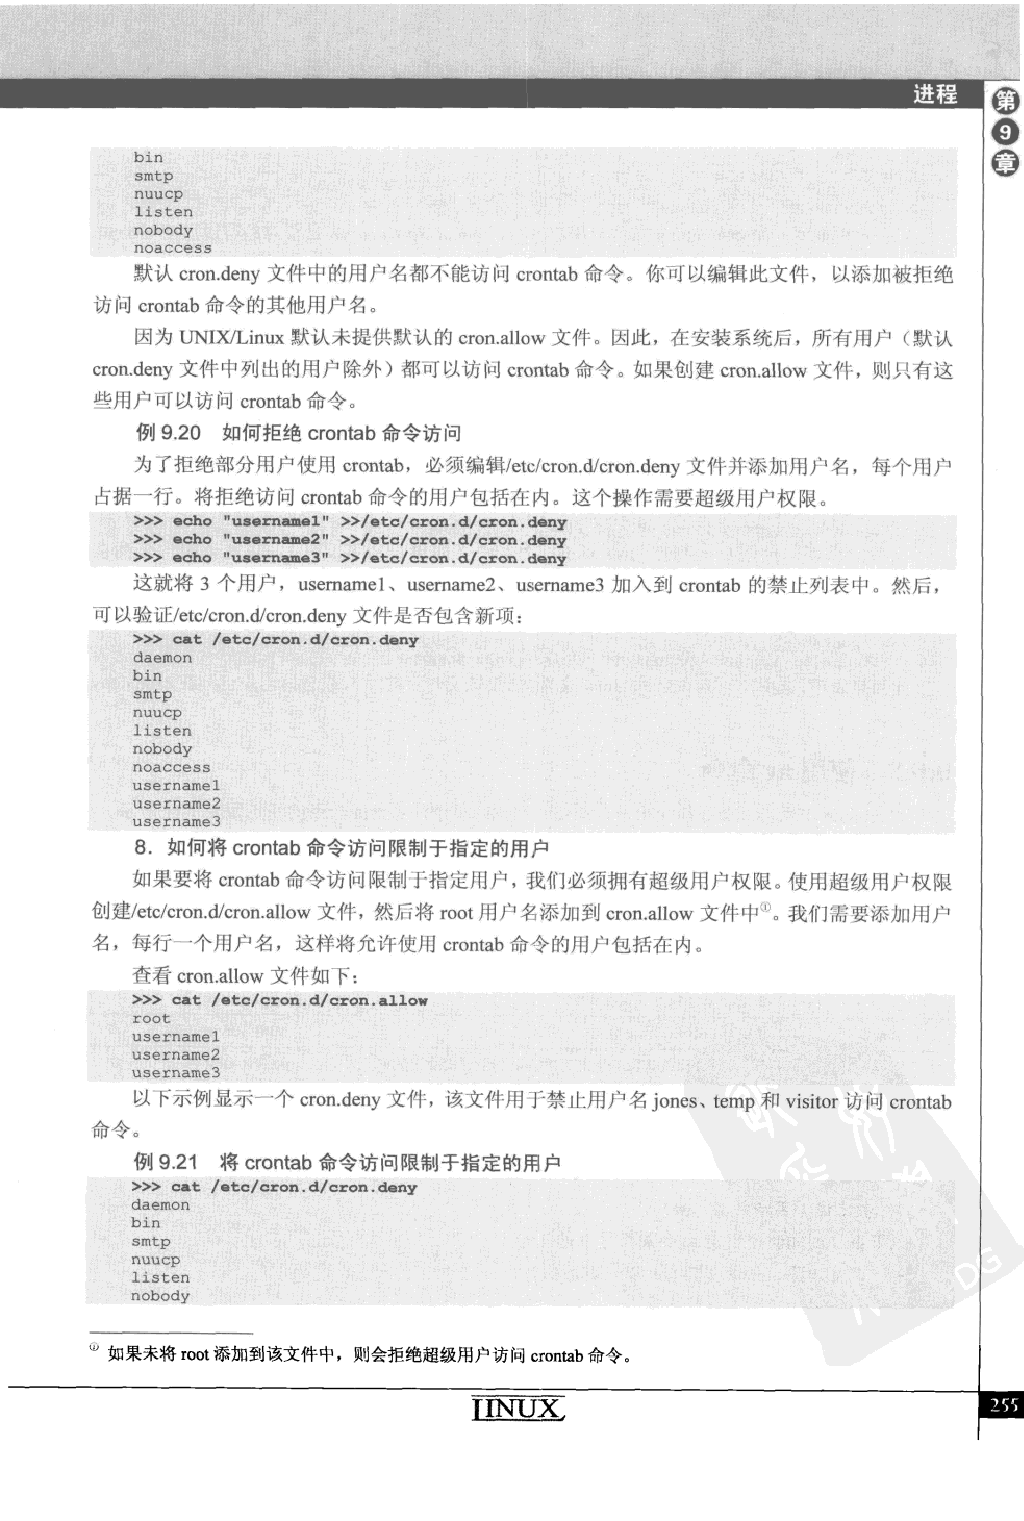 进程
第
9
章
bin
smtp
nuucp
listen
nobody
noaccess
默认 cron.deny 文件中的用户名都不能访问 crontab 命令。你可以编辑此文件，以添加被拒绝
访问 crontab 命令的其他用户名。
因为 UNIX/Linux 默认未提供默认的 cron.allow 文件。因此，在安装系统后，所有用户（默认
cron.deny 文件中列出的用户除外）都可以访问 crontab 命令。如果创建 cron.allow 文件，则只有这
些用户可以访问 crontab 命令。
例 9.20 如何拒绝 crontab 命令访问
为了拒绝部分用户使用 crontab，必须编辑/etc/cron.d/cron.deny 文件并添加用户名，每个用户
占据一行。将拒绝访问 crontab 命令的用户包括在内。这个操作需要超级用户权限。
>>> echo "username1" >>/etc/cron.d/cron.deny
>>> echo "username2" >>/etc/cron.d/cron.deny
>>> echo "username3" >>/etc/cron.d/cron.deny
这就将 3 个用户，username1、username2、username3 加入到 crontab 的禁止列表中。然后，
可以验证/etc/cron.d/cron.deny 文件是否包含新项：
>>> cat /etc/cron.d/cron.deny
daemon
bin
smtp
nuucp
listen
nobody
noaccess
username1
username2
username3
8．如何将 crontab 命令访问限制于指定的用户
如果要将 crontab 命令访问限制于指定用户，我们必须拥有超级用户权限。使用超级用户权限
创建/etc/cron.d/cron.allow 文件，然后将 root 用户名添加到 cron.allow 文件中①。我们需要添加用户
名，每行一个用户名，这样将允许使用 crontab 命令的用户包括在内。
查看 cron.allow 文件如下：
>>> cat /etc/cron.d/cron.allow
root
username1
username2
username3
以下示例显示一个 cron.deny 文件，该文件用于禁止用户名 jones、temp 和 visitor 访问 crontab
命令。
例 9.21 将 crontab 命令访问限制于指定的用户
>>> cat /etc/cron.d/cron.deny
daemon
bin
smtp
nuucp
listen
nobody
① 如果未将 root 添加到该文件中，则会拒绝超级用户访问 crontab 命令。
LINUX
255